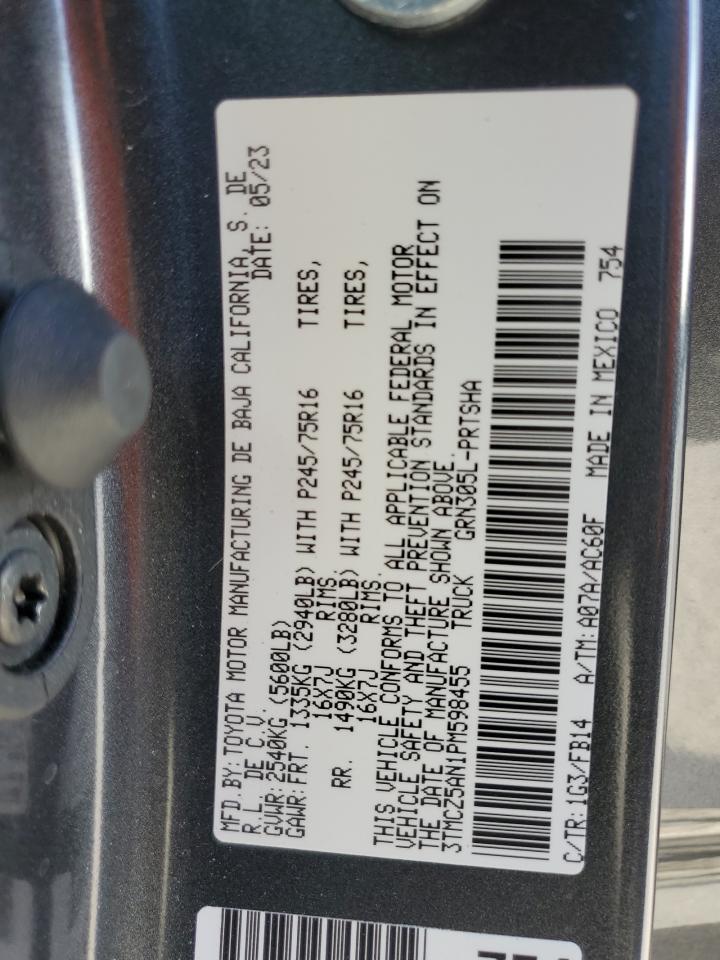 MFD.BY: TOYOTA MOTOR MANUFACTURING DE BAJA CALIFORNIA, S. DE
R.L. DE C.V. DATE: 05/23
GVWR: 2540KG (5600LB)
GAWR: FRT. 1335KG (2940LB) WITH P245/75R16 TIRES,
16X7J RIMS.
RR. 1490KG (3280LB) WITH P245/75R16 TIRES,
16X7J RIMS.
THIS VEHICLE CONFORMS TO ALL APPLICABLE FEDERAL MOTOR
VEHICLE SAFETY AND THEFT PREVENTION STANDARDS IN EFFECT ON
THE DATE OF MANUFACTURE SHOWN ABOVE.
3TMCZ5AN1PM598455 TRUCK GRN305L-PRTSHA
C/TR: 1G3/FB14 A/TM: A07A/AC60F MADE IN MEXICO 754